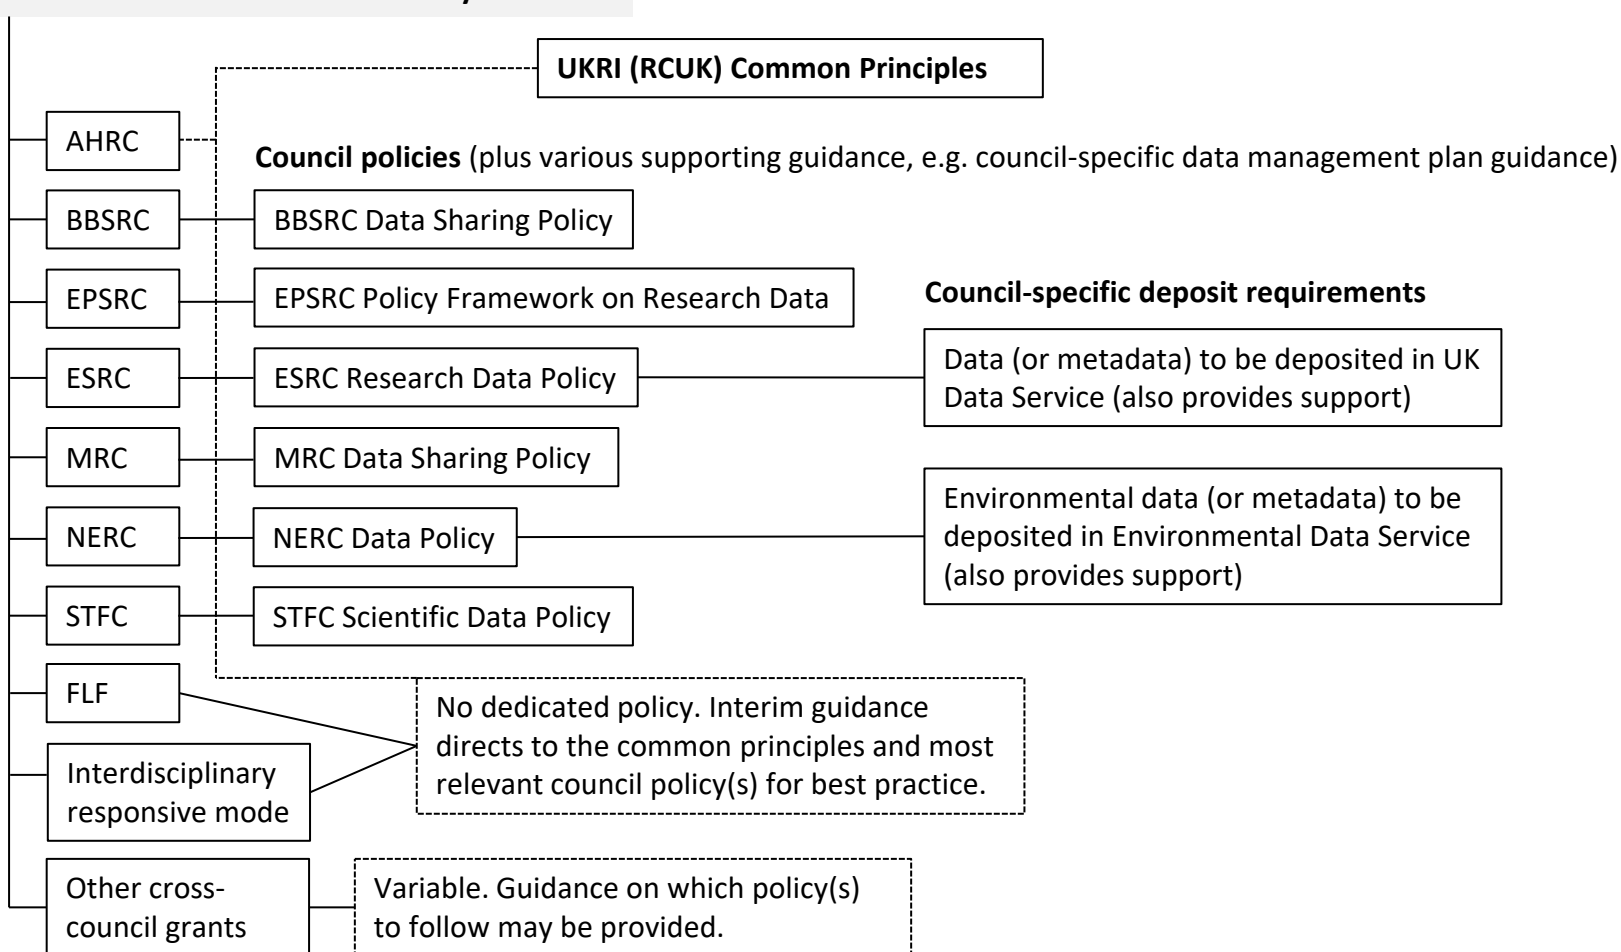 UKRI (RCUK) Common Principles
AHRC
Council policies (plus various supporting guidance, e.g. council-specific data management plan guidance)
BBSRC
BBSRC Data Sharing Policy
EPSRC
EPSRC Policy Framework on Research Data
Council-specific deposit requirements
ESRC
ESRC Research Data Policy
Data (or metadata) to be deposited in UK
Data Service (also provides support)
MRC
MRC Data Sharing Policy
NERC
NERC Data Policy
Environmental data (or metadata) to be
deposited in Environmental Data Service
(also provides support)
STFC
STFC Scientific Data Policy
FLF
No dedicated policy. Interim guidance
directs to the common principles and most
relevant council policy(s) for best practice.
Interdisciplinary
responsive mode
Other cross-
council grants
Variable. Guidance on which policy(s)
to follow may be provided.